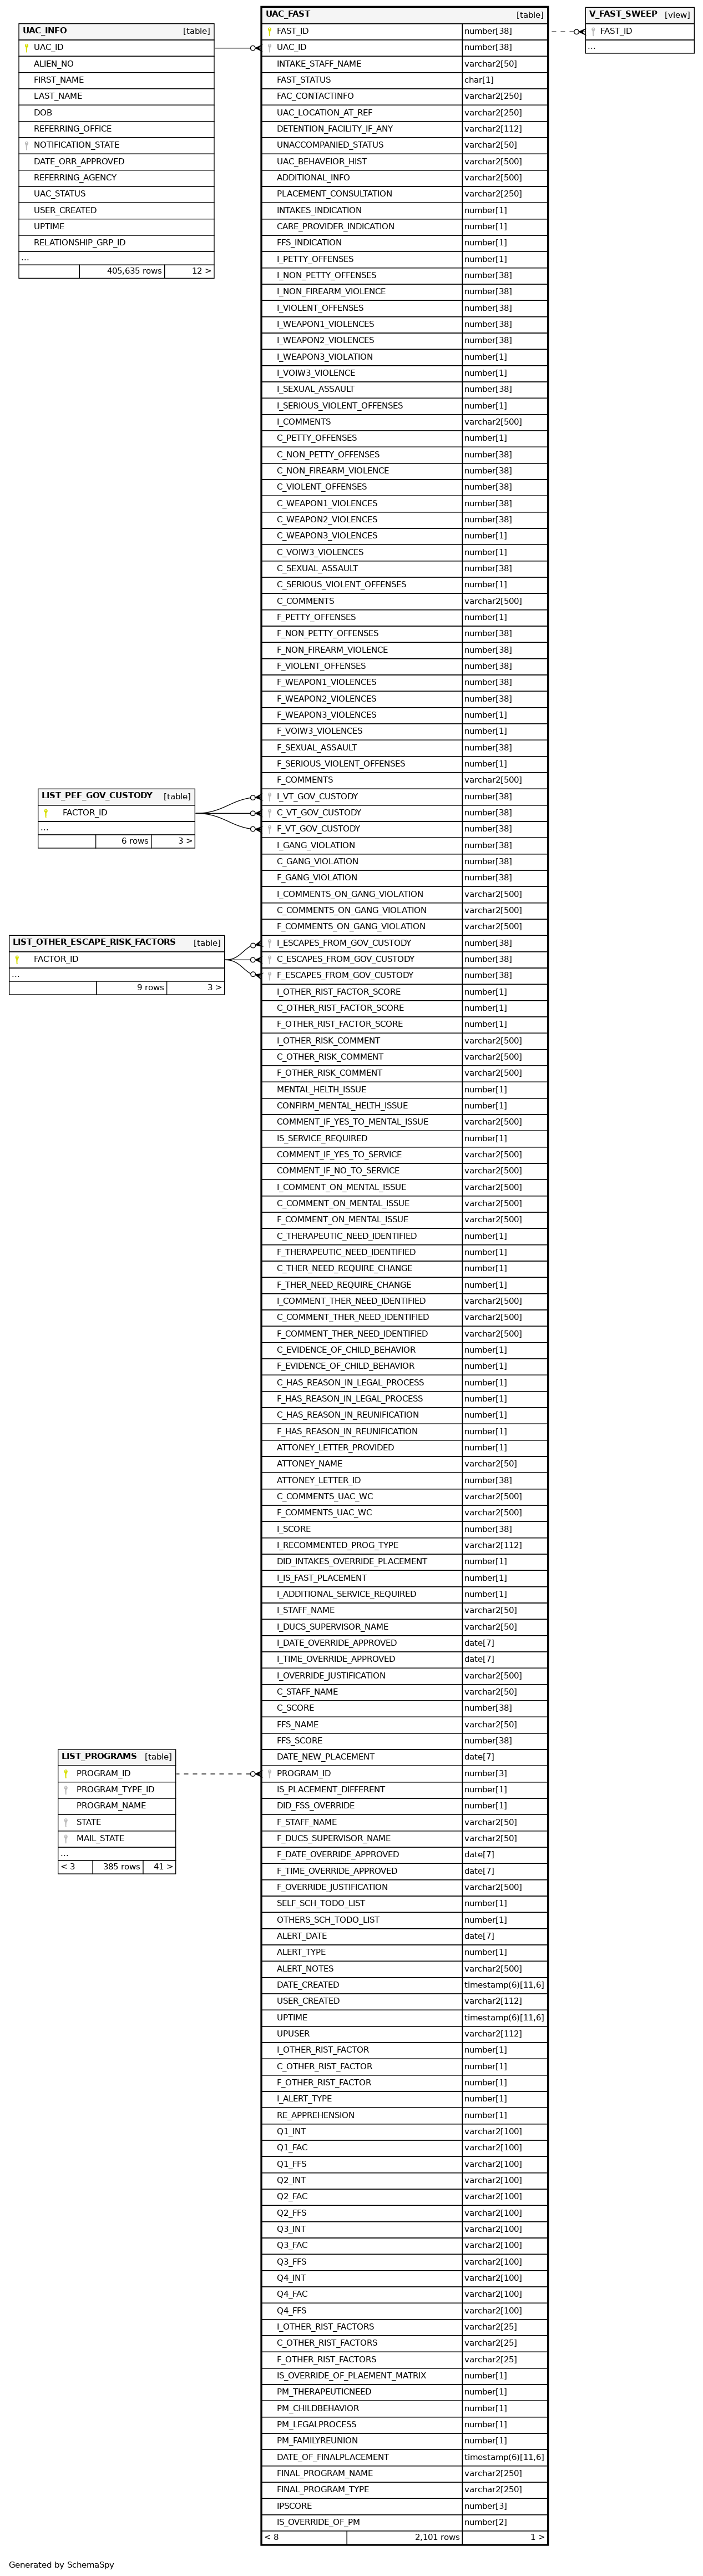 UAC_INFO [table]
UAC_ID
ALIEN_NO
FIRST_NAME
LAST_NAME
DOB
REFERRING_OFFICE
NOTIFICATION_STATE
DATE_ORR_APPROVED
REFERRING_AGENCY
UAC_STATUS
USER_CREATED
UPTIME
RELATIONSHIP_GRP_ID
...
405,635 rows 12 >
LIST_PEF_GOV_CUSTODY [table]
FACTOR_ID
...
6 rows 3 >
LIST_OTHER_ESCAPE_RISK_FACTORS [table]
FACTOR_ID
...
9 rows 3 >
LIST_PROGRAMS [table]
PROGRAM_ID
PROGRAM_TYPE_ID
PROGRAM_NAME
STATE
MAIL_STATE
...
< 3 385 rows 41 >
UAC_FAST [table]
FAST_ID number[38]
UAC_ID number[38]
INTAKE_STAFF_NAME varchar2[50]
FAST_STATUS char[1]
FAC_CONTACTINFO varchar2[250]
UAC_LOCATION_AT_REF varchar2[250]
DETENTION_FACILITY_IF_ANY varchar2[112]
UNACCOMPANIED_STATUS varchar2[50]
UAC_BEHAVEIOR_HIST varchar2[500]
ADDITIONAL_INFO varchar2[500]
PLACEMENT_CONSULTATION varchar2[250]
INTAKES_INDICATION number[1]
CARE_PROVIDER_INDICATION number[1]
FFS_INDICATION number[1]
I_PETTY_OFFENSES number[1]
I_NON_PETTY_OFFENSES number[38]
I_NON_FIREARM_VIOLENCE number[38]
I_VIOLENT_OFFENSES number[38]
I_WEAPON1_VIOLENCES number[38]
I_WEAPON2_VIOLENCES number[38]
I_WEAPON3_VIOLATION number[1]
I_VOIW3_VIOLENCE number[1]
I_SEXUAL_ASSAULT number[38]
I_SERIOUS_VIOLENT_OFFENSES number[1]
I_COMMENTS varchar2[500]
C_PETTY_OFFENSES number[1]
C_NON_PETTY_OFFENSES number[38]
C_NON_FIREARM_VIOLENCE number[38]
C_VIOLENT_OFFENSES number[38]
C_WEAPON1_VIOLENCES number[38]
C_WEAPON2_VIOLENCES number[38]
C_WEAPON3_VIOLENCES number[1]
C_VOIW3_VIOLENCES number[1]
C_SEXUAL_ASSAULT number[38]
C_SERIOUS_VIOLENT_OFFENSES number[1]
C_COMMENTS varchar2[500]
F_PETTY_OFFENSES number[1]
F_NON_PETTY_OFFENSES number[38]
F_NON_FIREARM_VIOLENCE number[38]
F_VIOLENT_OFFENSES number[38]
F_WEAPON1_VIOLENCES number[38]
F_WEAPON2_VIOLENCES number[38]
F_WEAPON3_VIOLENCES number[1]
F_VOIW3_VIOLENCES number[1]
F_SEXUAL_ASSAULT number[38]
F_SERIOUS_VIOLENT_OFFENSES number[1]
F_COMMENTS varchar2[500]
I_VT_GOV_CUSTODY number[38]
C_VT_GOV_CUSTODY number[38]
F_VT_GOV_CUSTODY number[38]
I_GANG_VIOLATION number[38]
C_GANG_VIOLATION number[38]
F_GANG_VIOLATION number[38]
I_COMMENTS_ON_GANG_VIOLATION varchar2[500]
C_COMMENTS_ON_GANG_VIOLATION varchar2[500]
F_COMMENTS_ON_GANG_VIOLATION varchar2[500]
I_ESCAPES_FROM_GOV_CUSTODY number[38]
C_ESCAPES_FROM_GOV_CUSTODY number[38]
F_ESCAPES_FROM_GOV_CUSTODY number[38]
I_OTHER_RIST_FACTOR_SCORE number[1]
C_OTHER_RIST_FACTOR_SCORE number[1]
F_OTHER_RIST_FACTOR_SCORE number[1]
I_OTHER_RISK_COMMENT varchar2[500]
C_OTHER_RISK_COMMENT varchar2[500]
F_OTHER_RISK_COMMENT varchar2[500]
MENTAL_HELTH_ISSUE number[1]
CONFIRM_MENTAL_HELTH_ISSUE number[1]
COMMENT_IF_YES_TO_MENTAL_ISSUE varchar2[500]
IS_SERVICE_REQUIRED number[1]
COMMENT_IF_YES_TO_SERVICE varchar2[500]
COMMENT_IF_NO_TO_SERVICE varchar2[500]
I_COMMENT_ON_MENTAL_ISSUE varchar2[500]
C_COMMENT_ON_MENTAL_ISSUE varchar2[500]
F_COMMENT_ON_MENTAL_ISSUE varchar2[500]
C_THERAPEUTIC_NEED_IDENTIFIED number[1]
F_THERAPEUTIC_NEED_IDENTIFIED number[1]
C_THER_NEED_REQUIRE_CHANGE number[1]
F_THER_NEED_REQUIRE_CHANGE number[1]
I_COMMENT_THER_NEED_IDENTIFIED varchar2[500]
C_COMMENT_THER_NEED_IDENTIFIED varchar2[500]
F_COMMENT_THER_NEED_IDENTIFIED varchar2[500]
C_EVIDENCE_OF_CHILD_BEHAVIOR number[1]
F_EVIDENCE_OF_CHILD_BEHAVIOR number[1]
C_HAS_REASON_IN_LEGAL_PROCESS number[1]
F_HAS_REASON_IN_LEGAL_PROCESS number[1]
C_HAS_REASON_IN_REUNIFICATION number[1]
F_HAS_REASON_IN_REUNIFICATION number[1]
ATTONEY_LETTER_PROVIDED number[1]
ATTONEY_NAME varchar2[50]
ATTONEY_LETTER_ID number[38]
C_COMMENTS_UAC_WC varchar2[500]
F_COMMENTS_UAC_WC varchar2[500]
I_SCORE number[38]
I_RECOMMENTED_PROG_TYPE varchar2[112]
DID_INTAKES_OVERRIDE_PLACEMENT number[1]
I_IS_FAST_PLACEMENT number[1]
I_ADDITIONAL_SERVICE_REQUIRED number[1]
I_STAFF_NAME varchar2[50]
I_DUCS_SUPERVISOR_NAME varchar2[50]
I_DATE_OVERRIDE_APPROVED date[7]
I_TIME_OVERRIDE_APPROVED date[7]
I_OVERRIDE_JUSTIFICATION varchar2[500]
C_STAFF_NAME varchar2[50]
C_SCORE number[38]
FFS_NAME varchar2[50]
FFS_SCORE number[38]
DATE_NEW_PLACEMENT date[7]
PROGRAM_ID number[3]
IS_PLACEMENT_DIFFERENT number[1]
DID_FSS_OVERRIDE number[1]
F_STAFF_NAME varchar2[50]
F_DUCS_SUPERVISOR_NAME varchar2[50]
F_DATE_OVERRIDE_APPROVED date[7]
F_TIME_OVERRIDE_APPROVED date[7]
F_OVERRIDE_JUSTIFICATION varchar2[500]
SELF_SCH_TODO_LIST number[1]
OTHERS_SCH_TODO_LIST number[1]
ALERT_DATE date[7]
ALERT_TYPE number[1]
ALERT_NOTES varchar2[500]
DATE_CREATED timestamp(6)[11,6]
USER_CREATED varchar2[112]
UPTIME timestamp(6)[11,6]
UPUSER varchar2[112]
I_OTHER_RIST_FACTOR number[1]
C_OTHER_RIST_FACTOR number[1]
F_OTHER_RIST_FACTOR number[1]
I_ALERT_TYPE number[1]
RE_APPREHENSION number[1]
Q1_INT varchar2[100]
Q1_FAC varchar2[100]
Q1_FFS varchar2[100]
Q2_INT varchar2[100]
Q2_FAC varchar2[100]
Q2_FFS varchar2[100]
Q3_INT varchar2[100]
Q3_FAC varchar2[100]
Q3_FFS varchar2[100]
Q4_INT varchar2[100]
Q4_FAC varchar2[100]
Q4_FFS varchar2[100]
I_OTHER_RIST_FACTORS varchar2[25]
C_OTHER_RIST_FACTORS varchar2[25]
F_OTHER_RIST_FACTORS varchar2[25]
IS_OVERRIDE_OF_PLAEMENT_MATRIX number[1]
PM_THERAPEUTICNEED number[1]
PM_CHILDBEHAVIOR number[1]
PM_LEGALPROCESS number[1]
PM_FAMILYREUNION number[1]
DATE_OF_FINALPLACEMENT timestamp(6)[11,6]
FINAL_PROGRAM_NAME varchar2[250]
FINAL_PROGRAM_TYPE varchar2[250]
IPSCORE number[3]
IS_OVERRIDE_OF_PM number[2]
< 8 2,101 rows 1 >
V_FAST_SWEEP [view]
FAST_ID
...
Generated by SchemaSpy